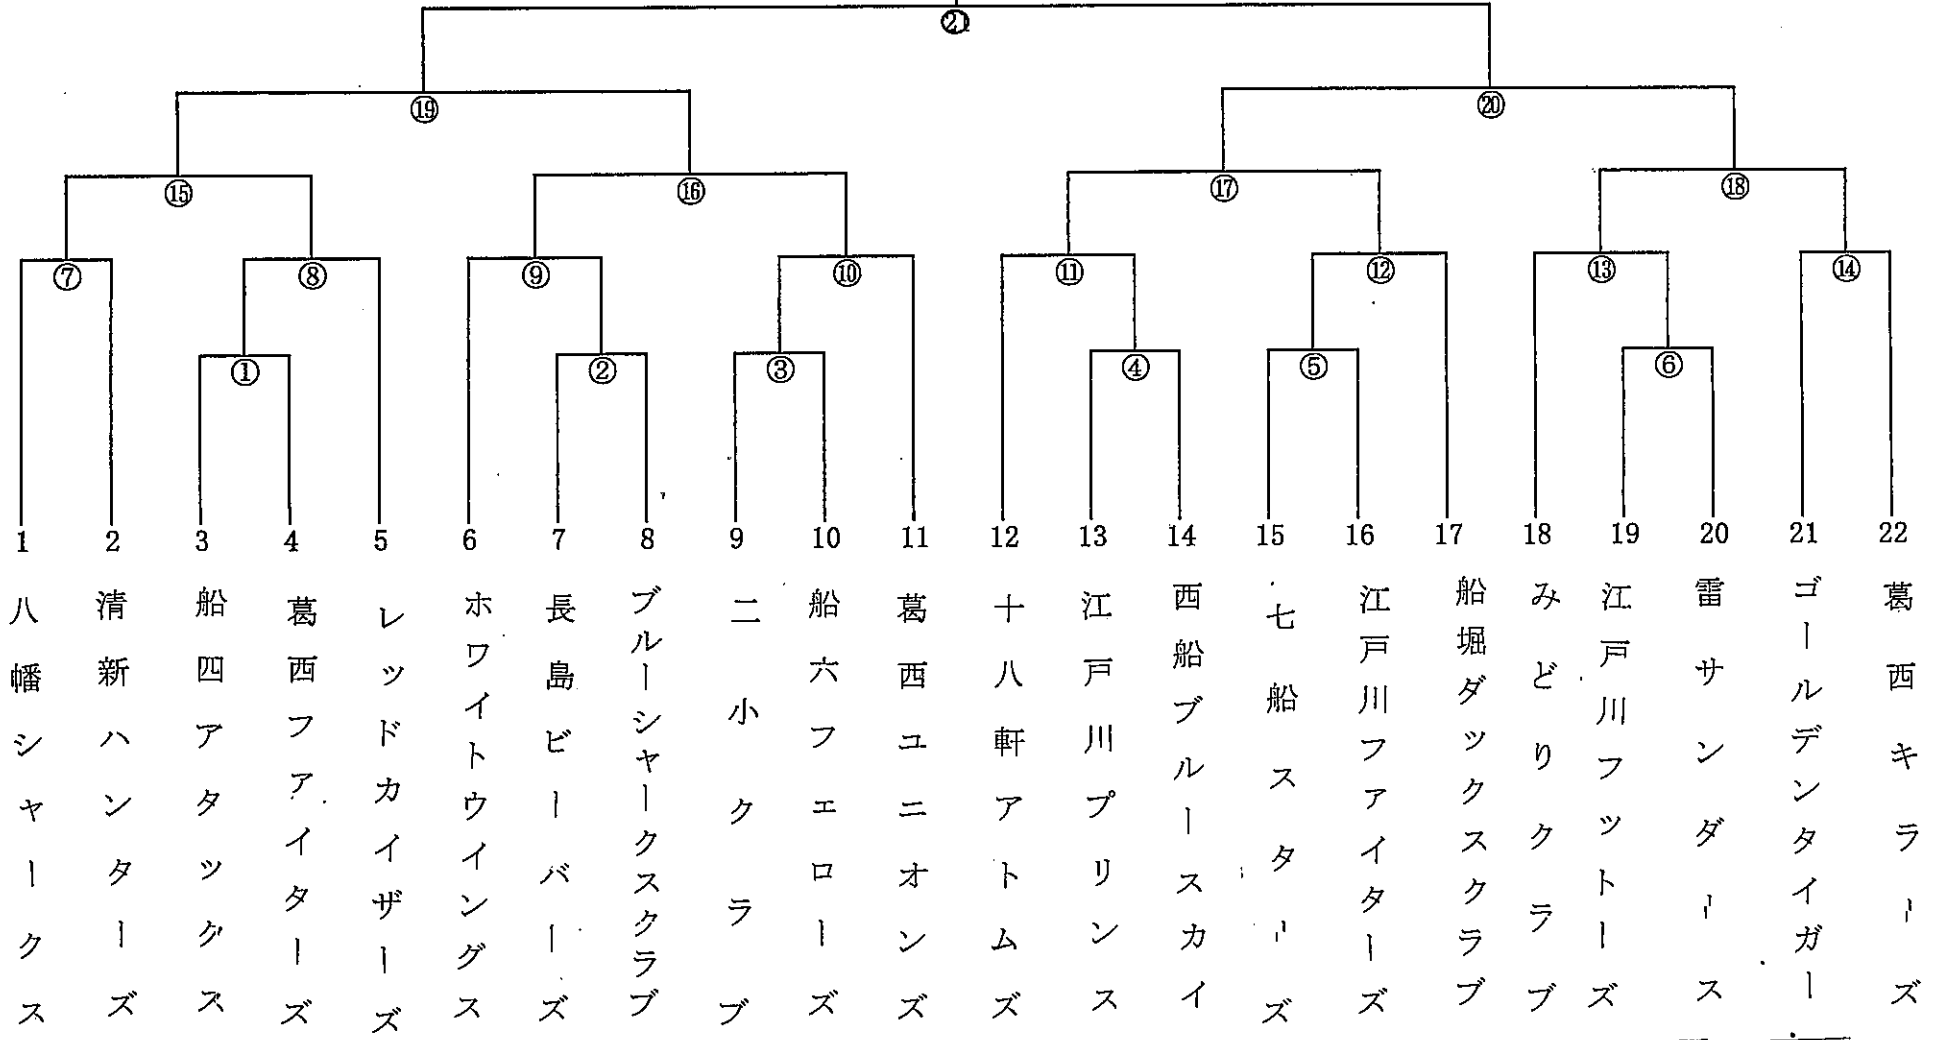 ㉑
⑲
⑳
⑮
⑯
⑰
⑱
⑦
⑧
⑨
⑩
⑪
⑫
⑬
⑭
①
②
③
④
⑤
⑥
1
2
3
4
5
6
7
8
9
10
11
12
13
14
15
16
17
18
19
20
21
22
八幡シャークス
清新ハンターズ
船四アタックス
葛西ファイターズ
レッドカイザーズ
ホワイトウイングス
長島ビーバーズ
ブルーシャークスクラブ
二小クラブ
船六フェローズ
葛西ユニオンズ
十八軒アトムズ
江戸川プリンス
西船ブルースカイ
七船スターズ
江戸川ファイターズ
船堀ダックスクラブ
みどりクラブ
江戸川フットーズ
雷サンダース
ゴールデンタイガー
葛西キラーズ